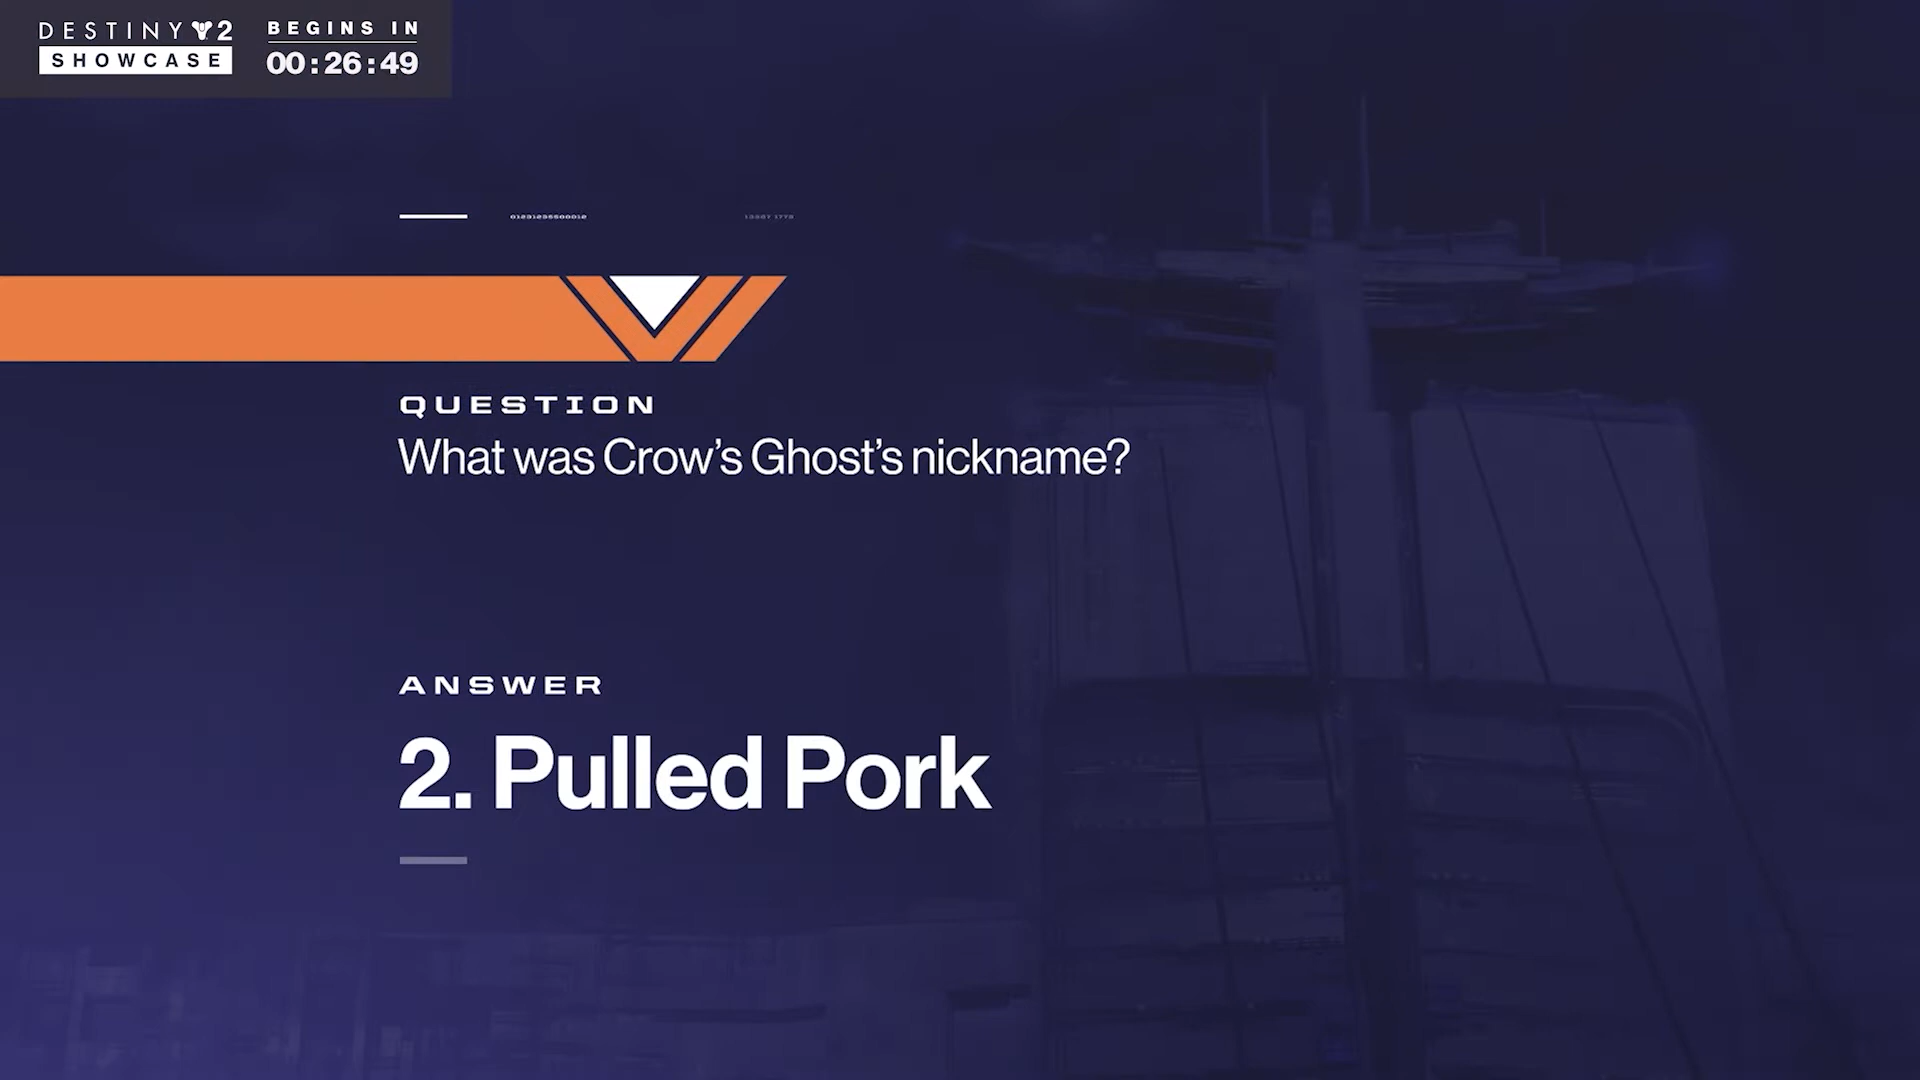 DESTINY 2
SHOWCASE
BEGINS IN
00:26:49
QUESTION
What was Crow’s Ghost’s nickname?
ANSWER
2. Pulled Pork